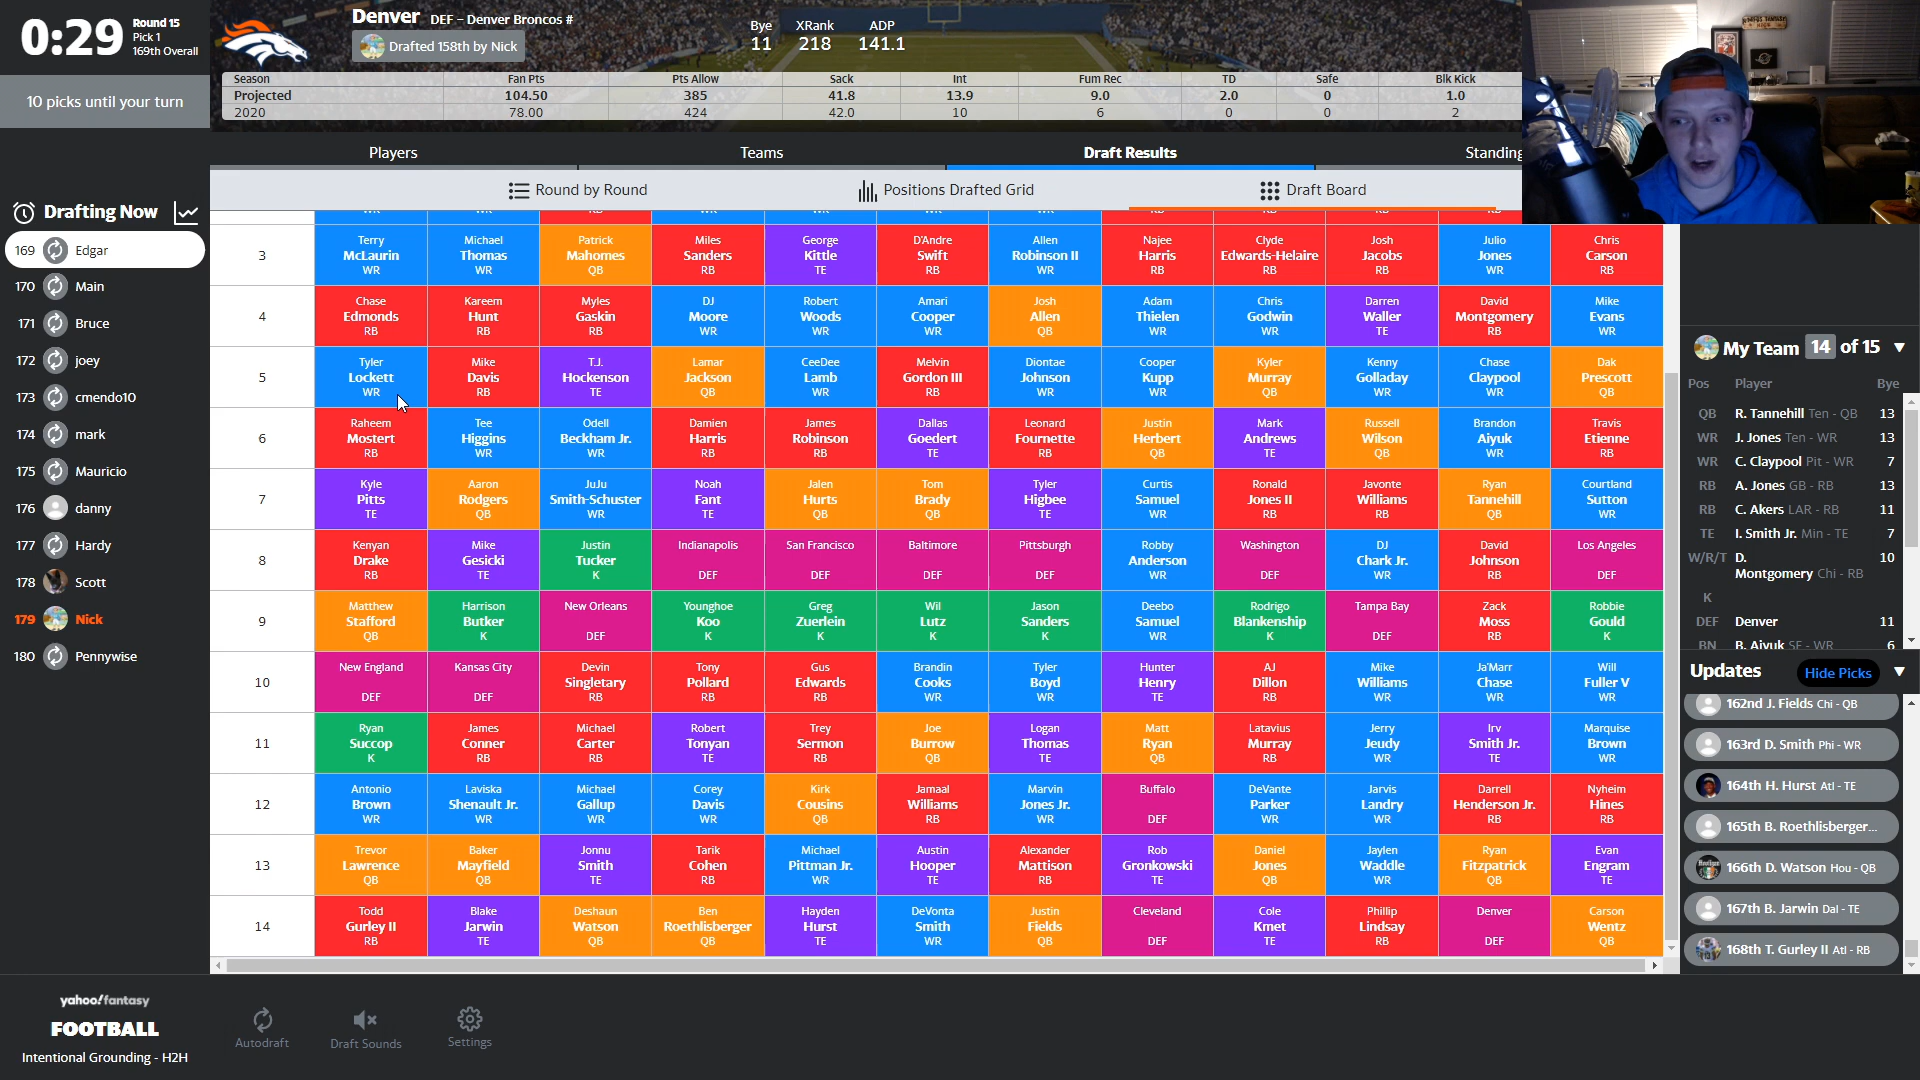 0:29
Round 15
Pick 1
169th Overall
10 picks until your turn
Denver DEF – Denver Broncos #
Drafted 158th by Nick
Bye XRank ADP
11 218 141.1
Season Fan Pts Pts Allow Sack Int Fum Rec TD Safe Blk Kick
Projected 104.50 385 41.8 13.9 9.0 2.0 0 1.0
2020 78.00 424 42.0 10 6 0 0 2
Players Teams Draft Results Standing
Round by Round Positions Drafted Grid Draft Board
Drafting Now
169 Edgar
170 Main
171 Bruce
172 joey
173 cmendo10
174 mark
175 Mauricio
176 danny
177 Hardy
178 Scott
179 Nick
180 Pennywise
Terry Michael Patrick Miles George D'Andre Allen Najee Clyde Josh Julio Chris
3 McLaurin Thomas Mahomes Sanders Kittle Swift Robinson II Harris Edwards-Helaire Jacobs Jones Carson
WR WR QB RB TE RB WR RB RB RB WR RB
Chase Kareem Myles DJ Robert Amari Josh Adam Chris Darren David Mike
4 Edmonds Hunt Gaskin Moore Woods Cooper Allen Thielen Godwin Waller Montgomery Evans
RB RB RB WR WR WR QB WR WR TE RB WR
Tyler Mike T.J. Lamar CeeDee Melvin Diontae Cooper Kyler Kenny Chase Dak
5 Lockett Davis Hockenson Jackson Lamb Gordon III Johnson Kupp Murray Golladay Claypool Prescott
WR RB TE QB WR RB WR WR QB WR WR QB
Raheem Tee Odell Damien James Dallas Leonard Justin Mark Russell Brandon Travis
6 Mostert Higgins Beckham Jr. Harris Robinson Goedert Fournette Herbert Andrews Wilson Aiyuk Etienne
RB WR WR RB RB TE RB QB TE QB WR RB
Kyle Aaron JuJu Noah Jalen Tom Tyler Curtis Ronald Javonte Ryan Courtland
7 Pitts Rodgers Smith-Schuster Fant Hurts Brady Higbee Samuel Jones II Williams Tannehill Sutton
TE QB WR TE QB QB TE WR RB RB QB WR
Kenyan Mike Justin Indianapolis San Francisco Baltimore Pittsburgh Robby Washington DJ David Los Angeles
8 Drake Gesicki Tucker Anderson Chark Jr. Johnson
RB TE K DEF DEF DEF DEF WR DEF WR RB DEF
Matthew Harrison New Orleans Younghoe Greg Wil Jason Deebo Rodrigo Tampa Bay Zack Robbie
9 Stafford Butker Koo Zuerlein Lutz Sanders Samuel Blankenship Moss Gould
QB K DEF K K K K WR K DEF RB K
New England Kansas City Devin Tony Gus Brandin Tyler Hunter AJ Mike Ja'Marr Will
10 Singletary Pollard Edwards Cooks Boyd Henry Dillon Williams Chase Fuller V
DEF DEF RB RB RB WR WR TE RB WR WR WR
Ryan James Michael Robert Trey Joe Logan Matt Latavius Jerry Irv Marquise
11 Succop Conner Carter Tonyan Sermon Burrow Thomas Ryan Murray Jeudy Smith Jr. Brown
K RB RB TE RB QB TE QB RB WR TE WR
Antonio Laviska Michael Corey Kirk Jamaal Marvin Buffalo DeVante Jarvis Darrell Nyheim
12 Brown Shenault Jr. Gallup Davis Cousins Williams Jones Jr. Parker Landry Henderson Jr. Hines
WR WR WR WR QB RB WR DEF WR WR RB RB
Trevor Baker Jonnu Tarik Michael Austin Alexander Rob Daniel Jaylen Ryan Evan
13 Lawrence Mayfield Smith Cohen Pittman Jr. Hooper Mattison Gronkowski Jones Waddle Fitzpatrick Engram
QB QB TE RB WR TE RB TE QB WR QB TE
Todd Blake Deshaun Ben Hayden DeVonta Justin Cleveland Cole Phillip Denver Carson
14 Gurley II Jarwin Watson Roethlisberger Hurst Smith Fields Kmet Lindsay Wentz
RB TE QB QB TE WR QB DEF TE RB DEF QB
My Team 14 of 15
Pos Player Bye
QB R. Tannehill Ten - QB 13
WR J. Jones Ten - WR 13
WR C. Claypool Pit - WR 7
RB A. Jones GB - RB 13
RB C. Akers LAR - RB 11
TE I. Smith Jr. Min - TE 7
W/R/T D. 10
Montgomery Chi - RB
K
DEF Denver 11
BN B. Aiyuk SF - WR 6
Updates Hide Picks
162nd J. Fields Chi - QB
163rd D. Smith Phi - WR
164th H. Hurst Atl - TE
165th B. Roethlisberger...
166th D. Watson Hou - QB
167th B. Jarwin Dal - TE
168th T. Gurley II Atl - RB
yahoo!fantasy
FOOTBALL
Intentional Grounding - H2H
Autodraft Draft Sounds Settings